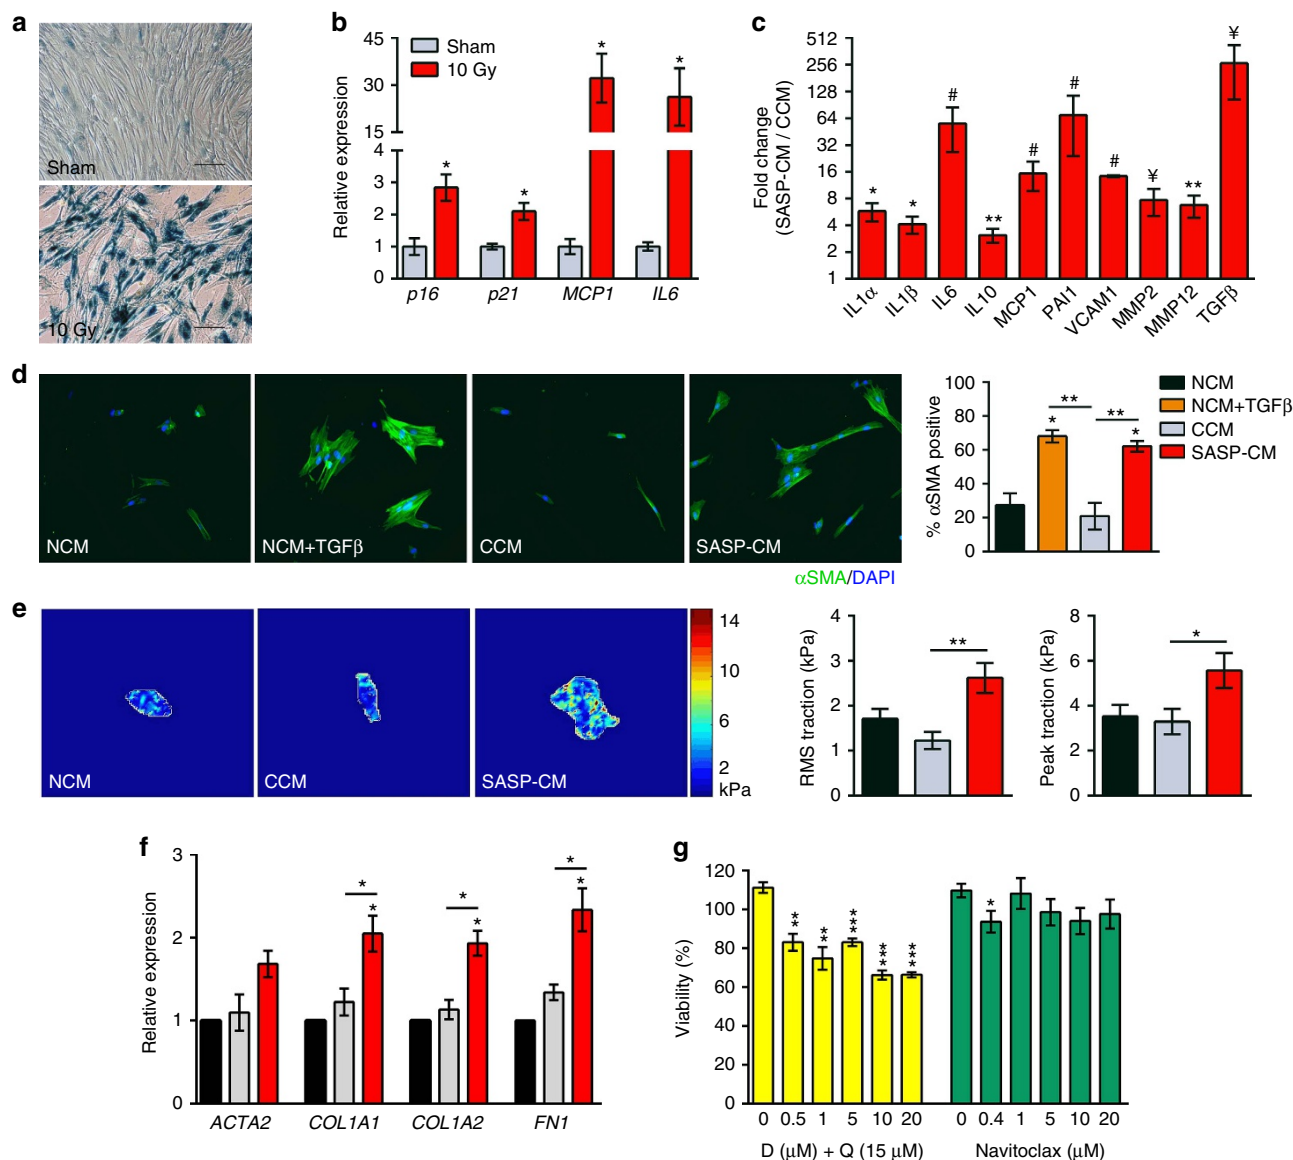 a
Sham
10 Gy
b
Relative expression
45
30
15
4
3
2
1
0
Sham
10 Gy
* * * *
p16 p21 MCP1 IL6
c
Fold change
(SASP-CM / CCM)
512
256
128
64
32
16
8
4
2
1
* * # ** # # # ¥ ** ¥
IL1α IL1β IL6 IL10 MCP1 PAI1 VCAM1 MMP2 MMP12 TGFβ
d
NCM NCM+TGFβ CCM SASP-CM
αSMA/DAPI
% αSMA positive
100
80
60
40
20
0
** **
* *
NCM
NCM+TGFβ
CCM
SASP-CM
e
NCM CCM SASP-CM
14
10
6
2
kPa
RMS traction (kPa)
4
3
2
1
0
**
Peak traction (kPa)
8
6
4
2
0
*
f
Relative expression
3
2
1
0
* * *
* * *
ACTA2 COL1A1 COL1A2 FN1
g
Viability (%)
120
100
80
60
40
20
0
** ** *** *** *** *
0 0.5 1 5 10 20 0 0.4 1 5 10 20
D (μM) + Q (15 μM) Navitoclax (μM)